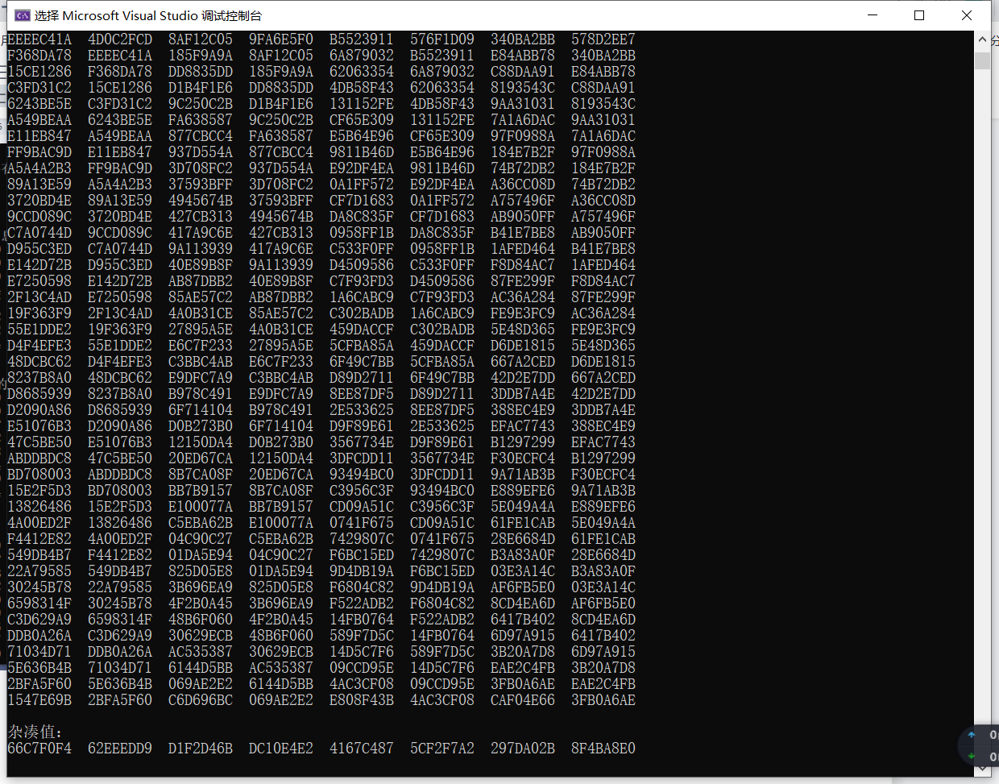 选择 Microsoft Visual Studio 调试控制台
EEEEC41A 4D0C2FCD 8AF12C05 9FA6E5F0 B5523911 576F1D09 340BA2BB 578D2EE7
F368DA78 EEEEC41A 185F9A9A 8AF12C05 6A879032 B5523911 E84ABB78 340BA2BB
15CE1286 F368DA78 DD8835DD 185F9A9A 62063354 6A879032 C88DAA91 E84ABB78
C3FD31C2 15CE1286 D1B4F1E6 DD8835DD 4DB58F43 62063354 8193543C C88DAA91
6243BE5E C3FD31C2 9C250C2B D1B4F1E6 131152FE 4DB58F43 9AA31031 8193543C
A549BEAA 6243BE5E FA638587 9C250C2B CF65E309 131152FE 7A1A6DAC 9AA31031
E11EB847 A549BEAA 877CBCC4 FA638587 E5B64E96 CF65E309 97F0988A 7A1A6DAC
FF9BAC9D E11EB847 937D554A 877CBCC4 9811B46D E5B64E96 184E7B2F 97F0988A
A5A4A2B3 FF9BAC9D 3D708FC2 937D554A E92DF4EA 9811B46D 74B72DB2 184E7B2F
89A13E59 A5A4A2B3 37593BFF 3D708FC2 0A1FF572 E92DF4EA A36CC08D 74B72DB2
3720BD4E 89A13E59 4945674B 37593BFF CF7D1683 0A1FF572 A757496F A36CC08D
9CCD089C 3720BD4E 427CB313 4945674B DA8C835F CF7D1683 AB9050FF A757496F
C7A0744D 9CCD089C 417A9C6E 427CB313 0958FF1B DA8C835F B41E7BE8 AB9050FF
D955C3ED C7A0744D 9A113939 417A9C6E C533F0FF 0958FF1B 1AFED464 B41E7BE8
E142D72B D955C3ED 40E89B8F 9A113939 D4509586 C533F0FF F8D84AC7 1AFED464
E7250598 E142D72B AB87DBB2 40E89B8F C7F93FD3 D4509586 87FE299F F8D84AC7
2F13C4AD E7250598 85AE57C2 AB87DBB2 1A6CABC9 C7F93FD3 AC36A284 87FE299F
19F363F9 2F13C4AD 4A0B31CE 85AE57C2 C302BADB 1A6CABC9 FE9E3FC9 AC36A284
55E1DDE2 19F363F9 27895A5E 4A0B31CE 459DACCF C302BADB 5E48D365 FE9E3FC9
D4F4EFE3 55E1DDE2 E6C7F233 27895A5E 5CFBA85A 459DACCF D6DE1815 5E48D365
48DCBC62 D4F4EFE3 C3BBC4AB E6C7F233 6F49C7BB 5CFBA85A 667A2CED D6DE1815
8237B8A0 48DCBC62 E9DFC7A9 C3BBC4AB D89D2711 6F49C7BB 42D2E7DD 667A2CED
D8685939 8237B8A0 B978C491 E9DFC7A9 8EE87DF5 D89D2711 3DDB7A4E 42D2E7DD
D2090A86 D8685939 6F714104 B978C491 2E533625 8EE87DF5 388EC4E9 3DDB7A4E
E51076B3 D2090A86 D0B273B0 6F714104 D9F89E61 2E533625 EFAC7743 388EC4E9
47C5BE50 E51076B3 12150DA4 D0B273B0 3567734E D9F89E61 B1297299 EFAC7743
ABDDBDC8 47C5BE50 20ED67CA 12150DA4 3DFCDD11 3567734E F30ECFC4 B1297299
BD708003 ABDDBDC8 8B7CA08F 20ED67CA 93494BC0 3DFCDD11 9A71AB3B F30ECFC4
15E2F5D3 BD708003 BB7B9157 8B7CA08F C3956C3F 93494BC0 E889EFE6 9A71AB3B
13826486 15E2F5D3 E100077A BB7B9157 CD09A51C C3956C3F 5E049A4A E889EFE6
4A00ED2F 13826486 C5EBA62B E100077A 0741F675 CD09A51C 61FE1CAB 5E049A4A
F4412E82 4A00ED2F 04C90C27 C5EBA62B 7429807C 0741F675 28E6684D 61FE1CAB
549DB4B7 F4412E82 01DA5E94 04C90C27 F6BC15ED 7429807C B3A83A0F 28E6684D
22A79585 549DB4B7 825D05E8 01DA5E94 9D4DB19A F6BC15ED 03E3A14C B3A83A0F
30245B78 22A79585 3B696EA9 825D05E8 F6804C82 9D4DB19A AF6FB5E0 03E3A14C
6598314F 30245B78 4F2B0A45 3B696EA9 F522ADB2 F6804C82 8CD4EA6D AF6FB5E0
C3D629A9 6598314F 48B6F060 4F2B0A45 14FB0764 F522ADB2 6417B402 8CD4EA6D
DDB0A26A C3D629A9 30629ECB 48B6F060 589F7D5C 14FB0764 6D97A915 6417B402
71034D71 DDB0A26A AC535387 30629ECB 14D5C7F6 589F7D5C 3B20A7D8 6D97A915
5E636B4B 71034D71 6144D5BB AC535387 09CCD95E 14D5C7F6 EAE2C4FB 3B20A7D8
2BFA5F60 5E636B4B 069AE2E2 6144D5BB 4AC3CF08 09CCD95E 3FB0A6AE EAE2C4FB
1547E69B 2BFA5F60 C6D696BC 069AE2E2 E808F43B 4AC3CF08 CAF04E66 3FB0A6AE
杂凑值：
66C7F0F4 62EEEDD9 D1F2D46B DC10E4E2 4167C487 5CF2F7A2 297DA02B 8F4BA8E0